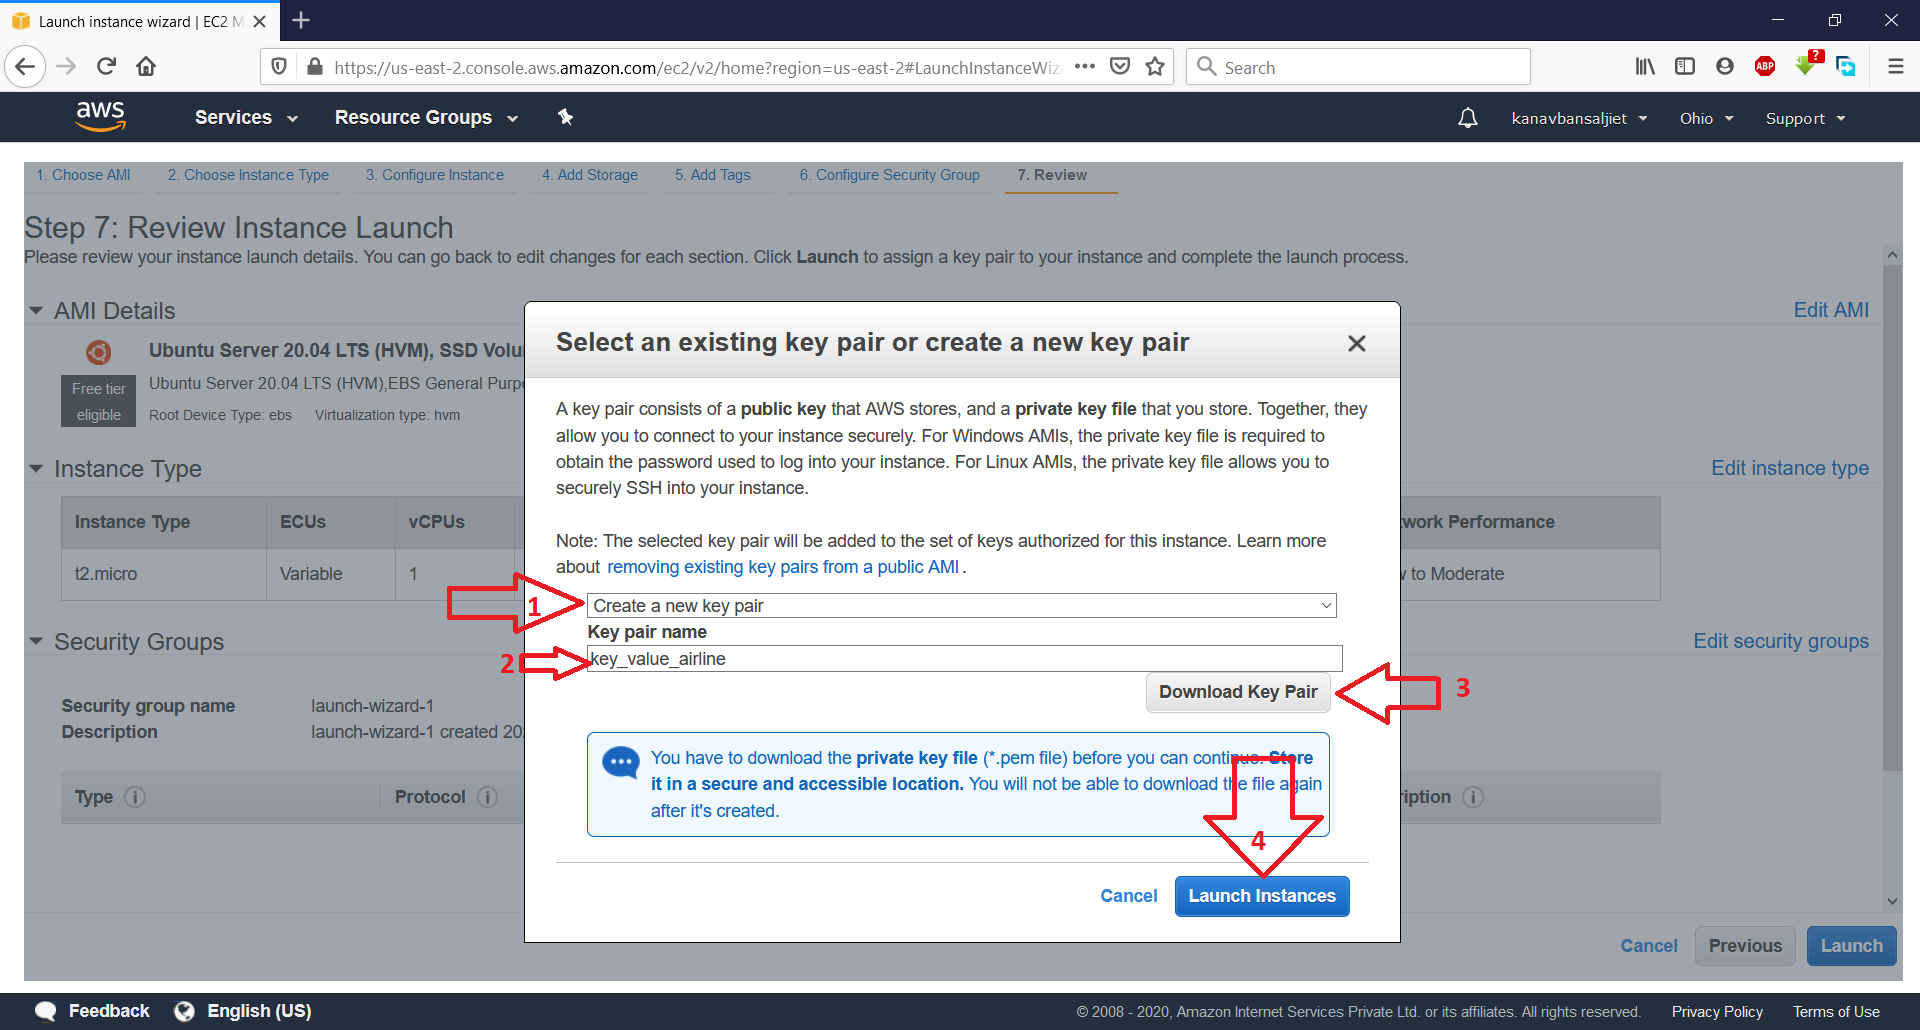 Launch instance wizard | EC2 M
https://us-east-2.console.aws.amazon.com/ec2/v2/home?region=us-east-2#LaunchInstanceWiz
Search
ABP
?
aws
Services
Resource Groups
kanavbansaljiet
Ohio
Support
1. Choose AMI
2. Choose Instance Type
3. Configure Instance
4. Add Storage
5. Add Tags
6. Configure Security Group
7. Review
Step 7: Review Instance Launch
Please review your instance launch details. You can go back to edit changes for each section. Click Launch to assign a key pair to your instance and complete the launch process.
AMI Details
Edit AMI
Ubuntu Server 20.04 LTS (HVM), SSD Volu
Free tier
eligible
Ubuntu Server 20.04 LTS (HVM),EBS General Purpo
Root Device Type: ebs Virtualization type: hvm
Instance Type
Edit instance type
Instance Type ECUs vCPUs
twork Performance
t2.micro Variable 1
w to Moderate
Security Groups
Edit security groups
Security group name launch-wizard-1
Description launch-wizard-1 created 20
Type
Protocol
ription
Select an existing key pair or create a new key pair
A key pair consists of a public key that AWS stores, and a private key file that you store. Together, they
allow you to connect to your instance securely. For Windows AMIs, the private key file is required to
obtain the password used to log into your instance. For Linux AMIs, the private key file allows you to
securely SSH into your instance.
Note: The selected key pair will be added to the set of keys authorized for this instance. Learn more
about removing existing key pairs from a public AMI .
1
Create a new key pair
Key pair name
2
key_value_airline
Download Key Pair
3
You have to download the private key file (*.pem file) before you can continue. Store
it in a secure and accessible location. You will not be able to download the file again
after it's created.
4
Cancel
Launch Instances
Cancel
Previous
Launch
Feedback
English (US)
© 2008 - 2020, Amazon Internet Services Private Ltd. or its affiliates. All rights reserved.
Privacy Policy
Terms of Use